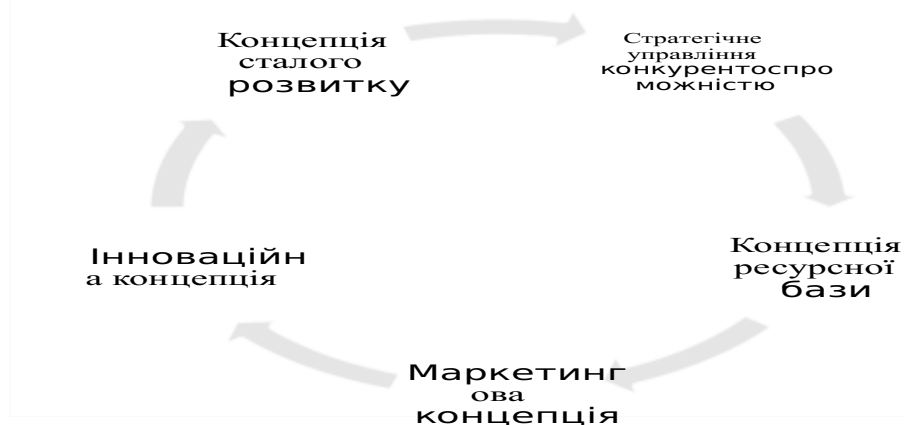 Концепція
сталого
розвитку
Стратегічне
управління
конкурентоспро
можністю
Концепція
ресурсної
бази
Маркетинг
ова
концепція
Інноваційн
а концепція